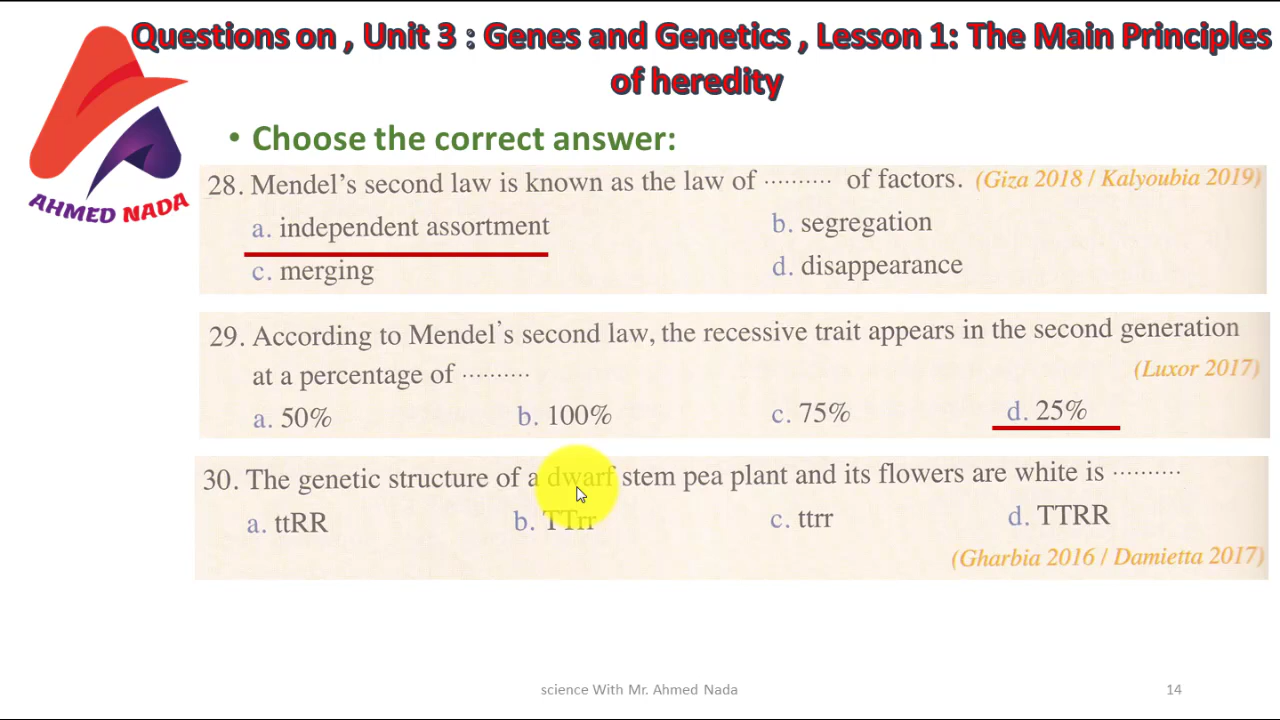 Questions on , Unit 3 : Genes and Genetics , Lesson 1: The Main Principles
of heredity
AHMED NADA
• Choose the correct answer:
28. Mendel's second law is known as the law of .......... of factors. (Giza 2018 / Kalyoubia 2019)
a. independent assortment b. segregation
c. merging d. disappearance
29. According to Mendel's second law, the recessive trait appears in the second generation
at a percentage of .......... (Luxor 2017)
a. 50% b. 100% c. 75% d. 25%
30. The genetic structure of a dwarf stem pea plant and its flowers are white is ..........
a. ttRR b. TTrr c. ttrr d. TTRR
(Gharbia 2016 / Damietta 2017)
science With Mr. Ahmed Nada 14